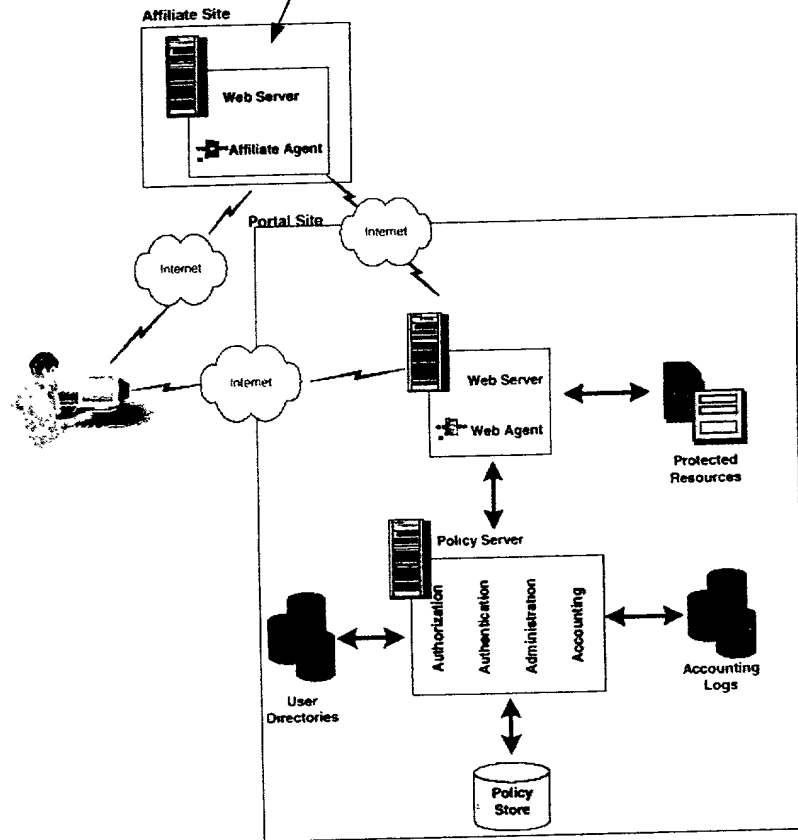 Affiliate Site
Web Server
Affiliate Agent
Portal Site
Internet
Internet
Internet
Web Server
Web Agent
Protected
Resources
Policy Server
Authorization
Authentication
Administration
Accounting
User
Directories
Accounting
Logs
Policy
Store